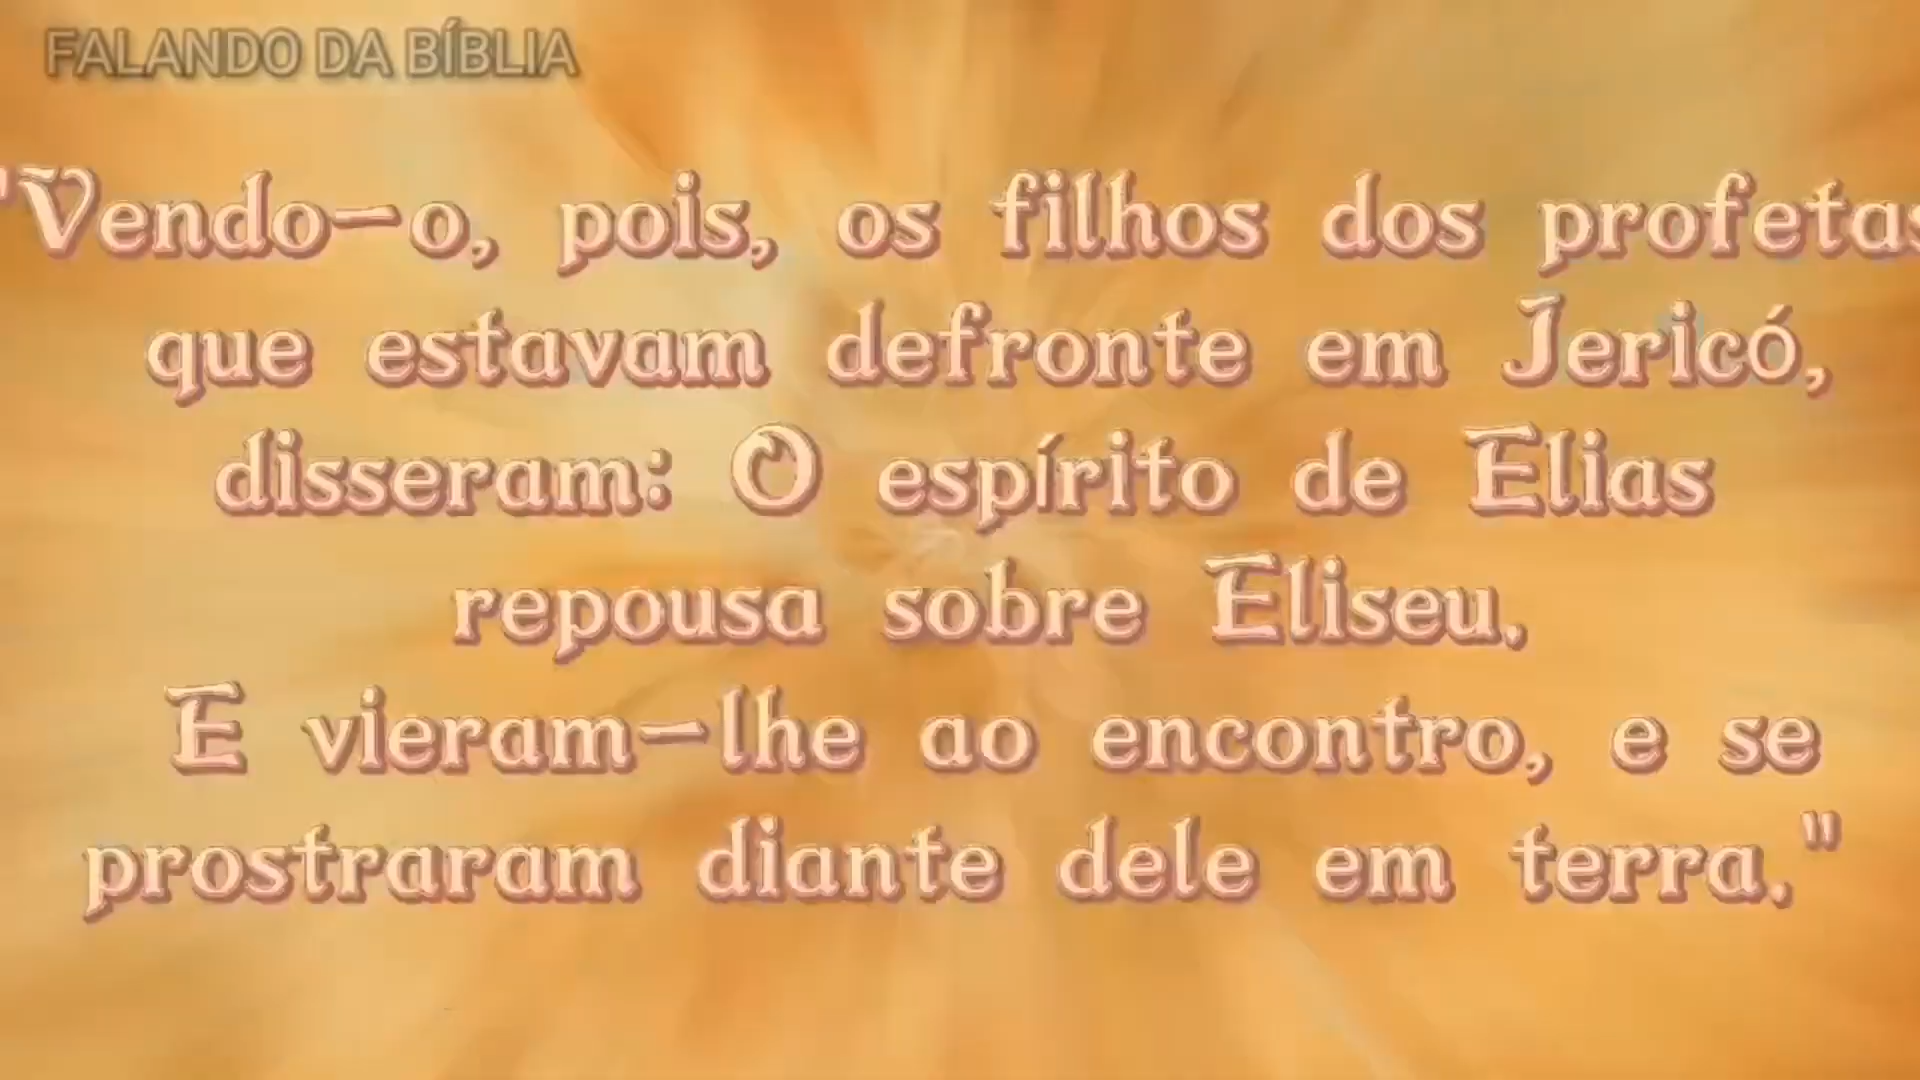 FALANDO DA BÍBLIA
"Vendo-o, pois, os filhos dos profetas
que estavam defronte em Jericó,
disseram: O espírito de Elias
repousa sobre Eliseu.
E vieram-lhe ao encontro, e se
prostraram diante dele em terra."